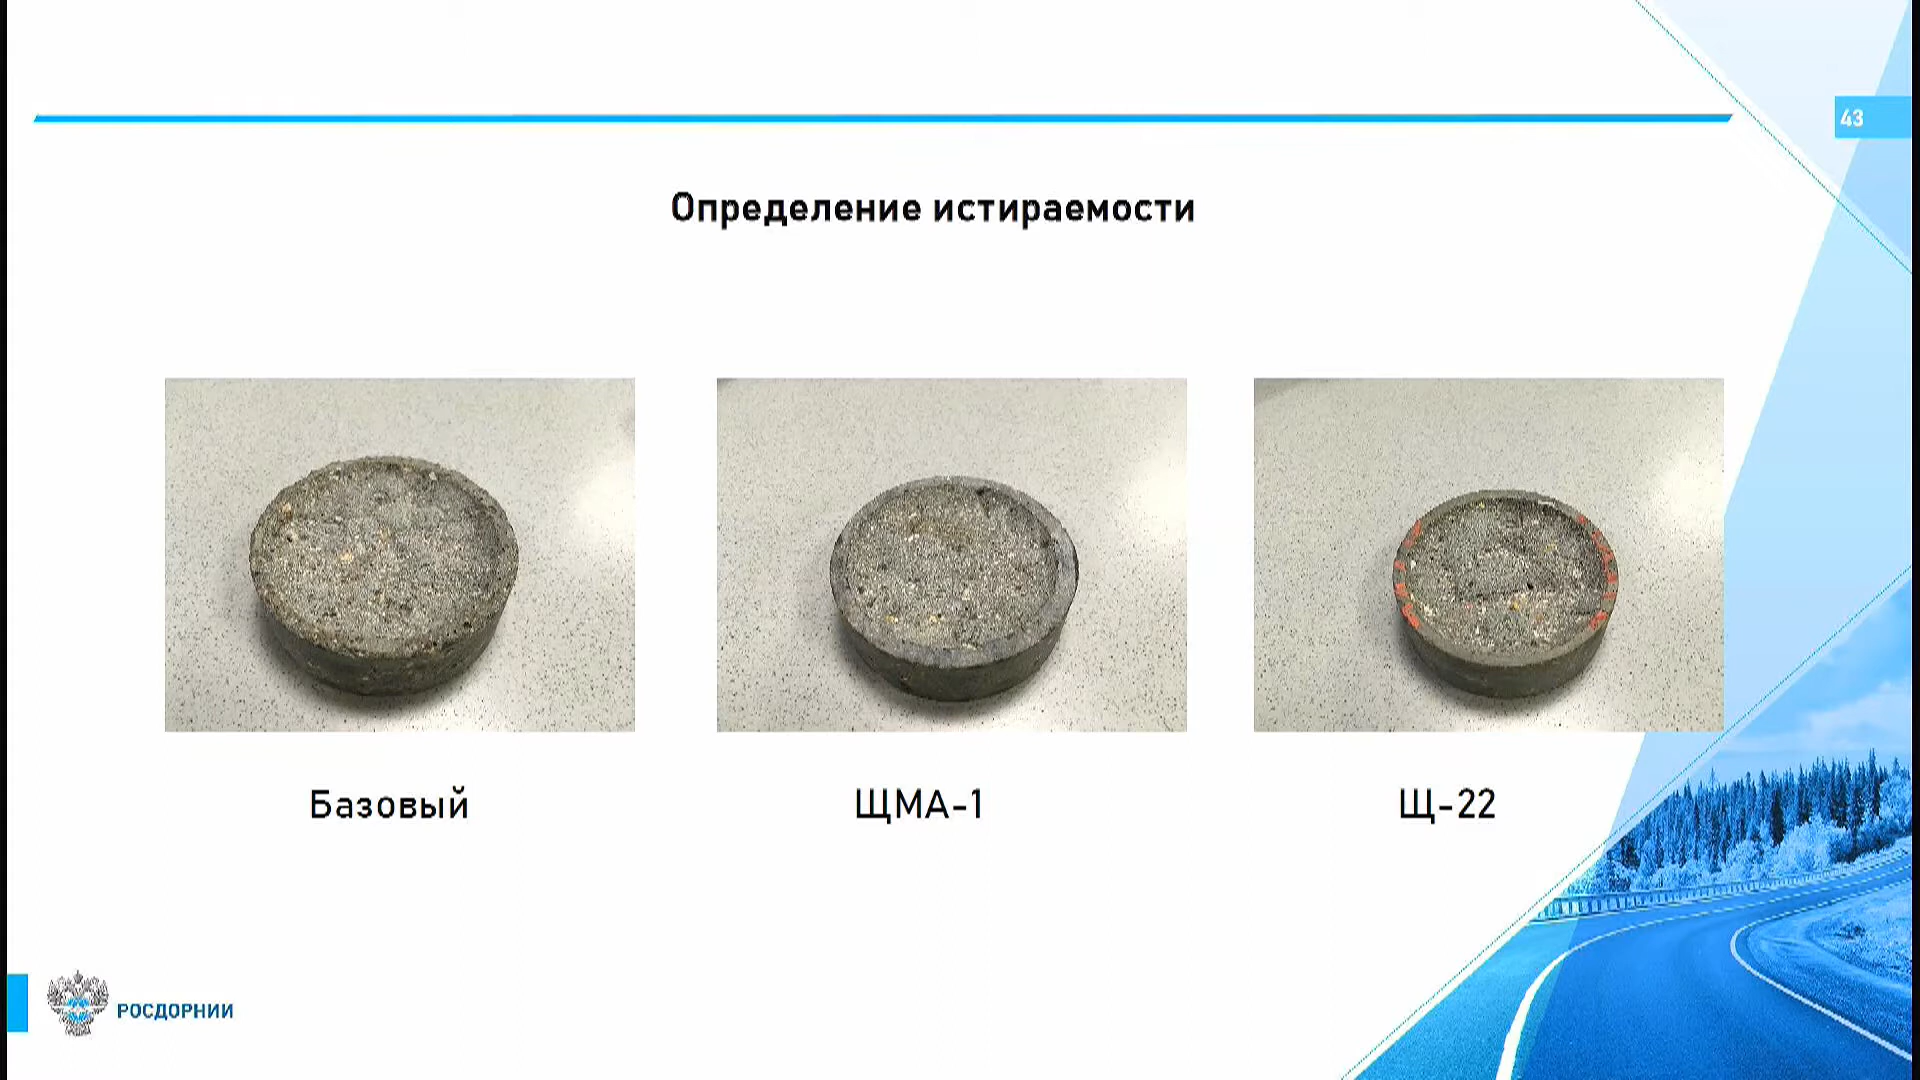 43
Определение истираемости
Базовый
ЩМА-1
Щ-22
РОСДОРНИИ